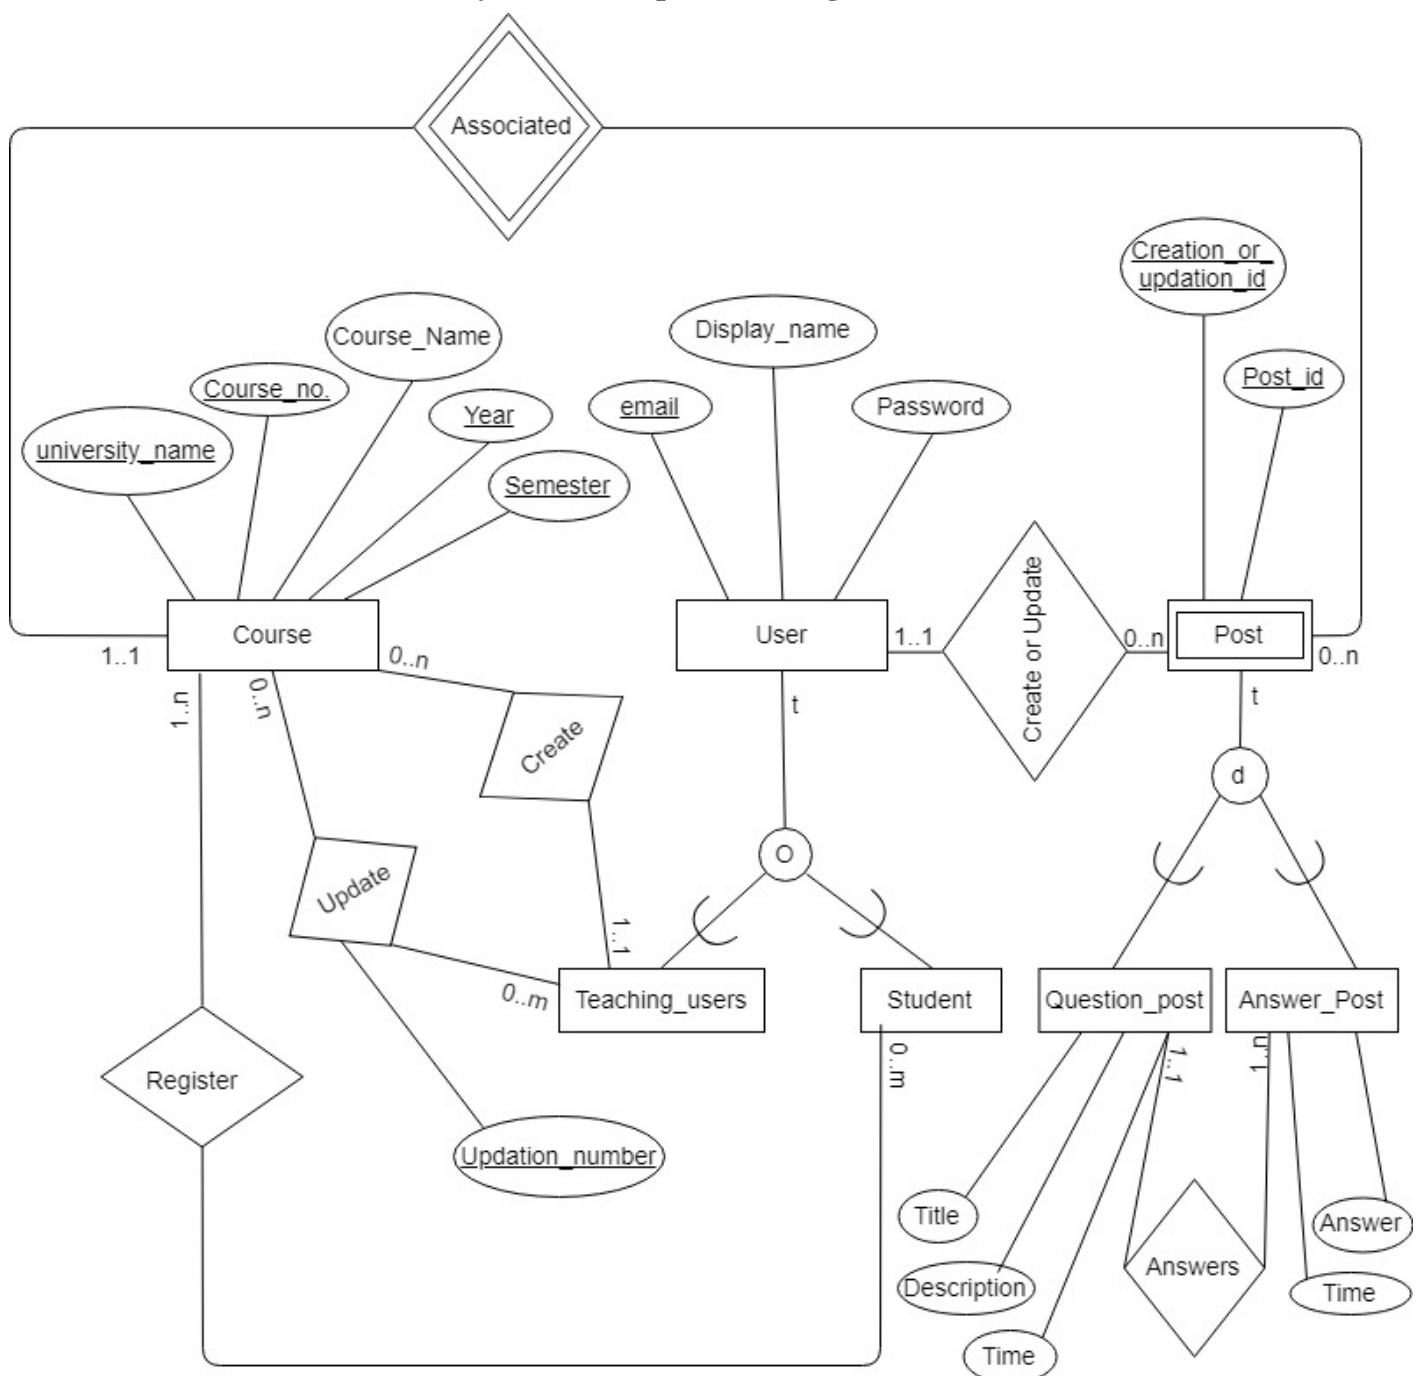 Associated
Creation_or_
updation_id
Display_name
Course_Name
Post_id
Course_no.
email
Password
Year
university_name
Semester
Course
User
Post
1..1
0..n
1..1
0..n
0..n
1..n
0..n
t
t
Create or Update
Create
d
O
Update
1..1
0..m
Teaching_users
Student
Question_post
Answer_Post
0..m
1..1
1..n
Register
Updation_number
Title
Answer
Answers
Description
Time
Time